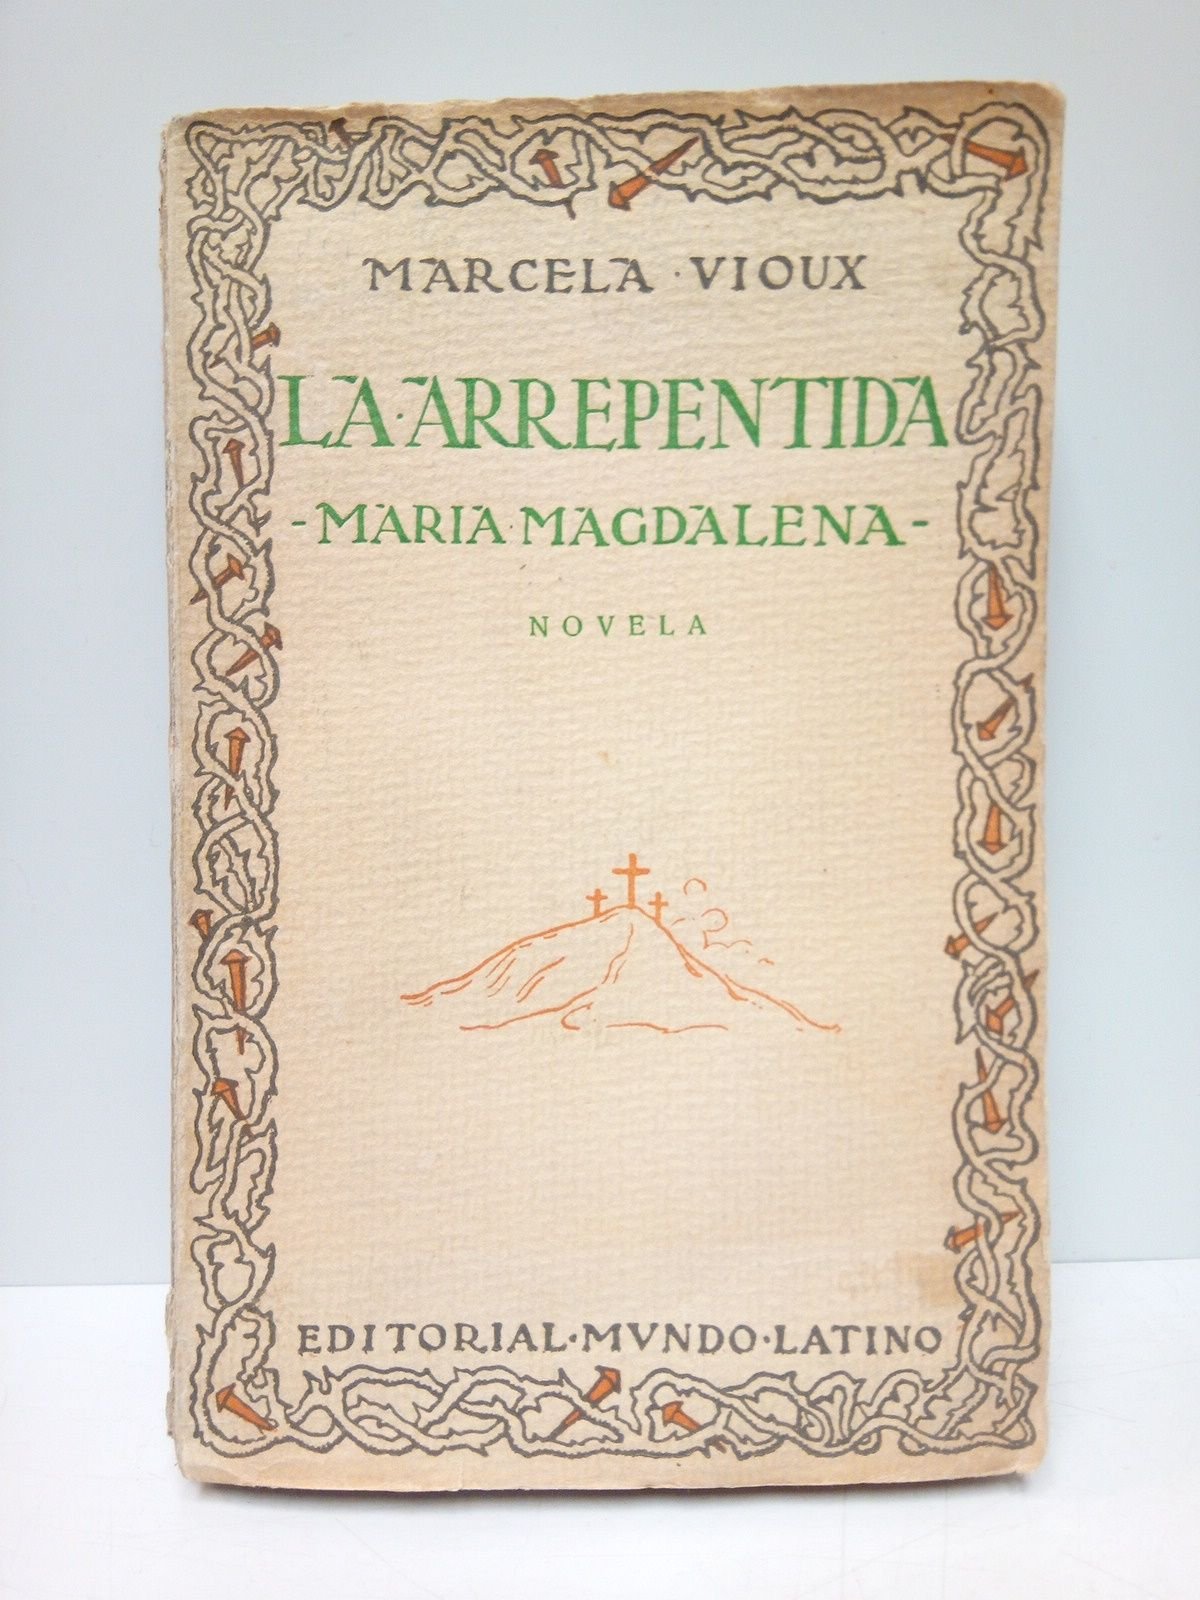 MARCELA · VIOUX
LA · ARREPENTIDA
- MARIA · MAGDALENA -
NOVELA
EDITORIAL · MVNDO · LATINO